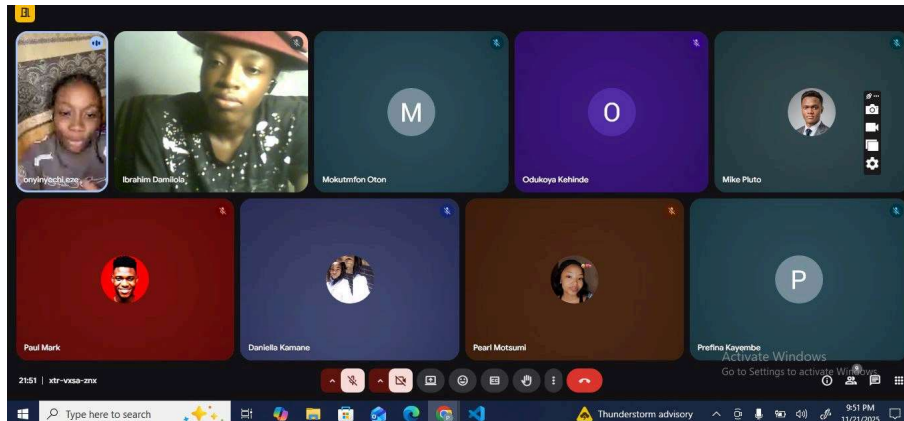 onyinyechi eze
Ibrahim Damilola
M
Mokutmfon Oton
O
Odukoya Kehinde
Mike Pluto
Paul Mark
Daniella Kamane
Pearl Motsumi
P
Prefina Kayembe
Activate Windows
Go to Settings to activate Windows.
21:51 | xtr-vxsa-znx
9
Type here to search
Thunderstorm advisory
9:51 PM
11/21/2025